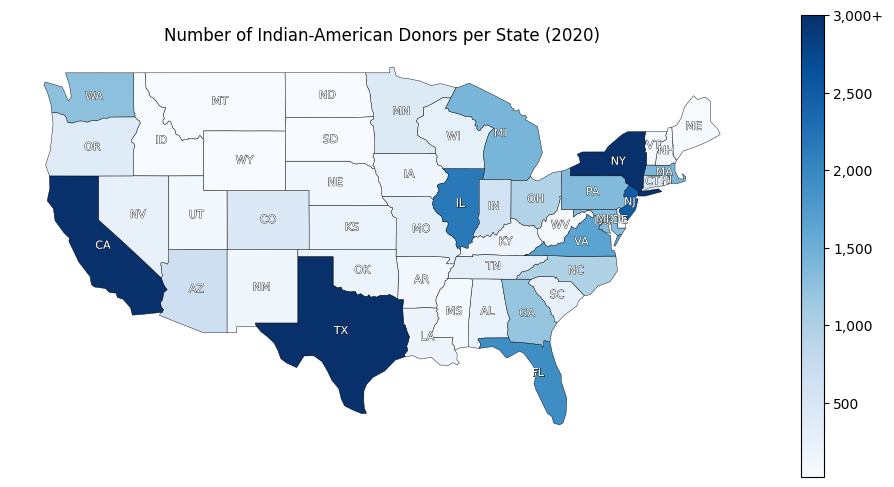 Number of Indian-American Donors per State (2020)
3,000+
2,500
2,000
1,500
1,000
500
WA
MT
ND
MN
MI
ME
OR
ID
SD
WI
VT
NH
WY
NY
MA
IA
CT
NE
PA
NV
UT
CO
IL
IN
OH
NJ
CA
KS
MO
WV
DE
KY
VA
AZ
NM
OK
TN
NC
AR
SC
TX
MS
AL
GA
LA
FL